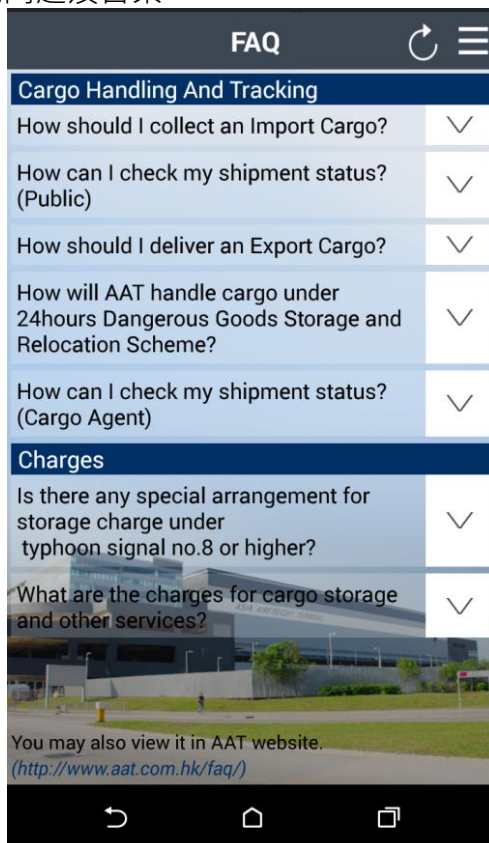 FAQ
Cargo Handling And Tracking
How should I collect an Import Cargo?
How can I check my shipment status?
(Public)
How should I deliver an Export Cargo?
How will AAT handle cargo under
24hours Dangerous Goods Storage and
Relocation Scheme?
How can I check my shipment status?
(Cargo Agent)
Charges
Is there any special arrangement for
storage charge under
typhoon signal no.8 or higher?
What are the charges for cargo storage
and other services?
ASIA AIRFREIGHT TERMINAL
You may also view it in AAT website.
(http://www.aat.com.hk/faq/)